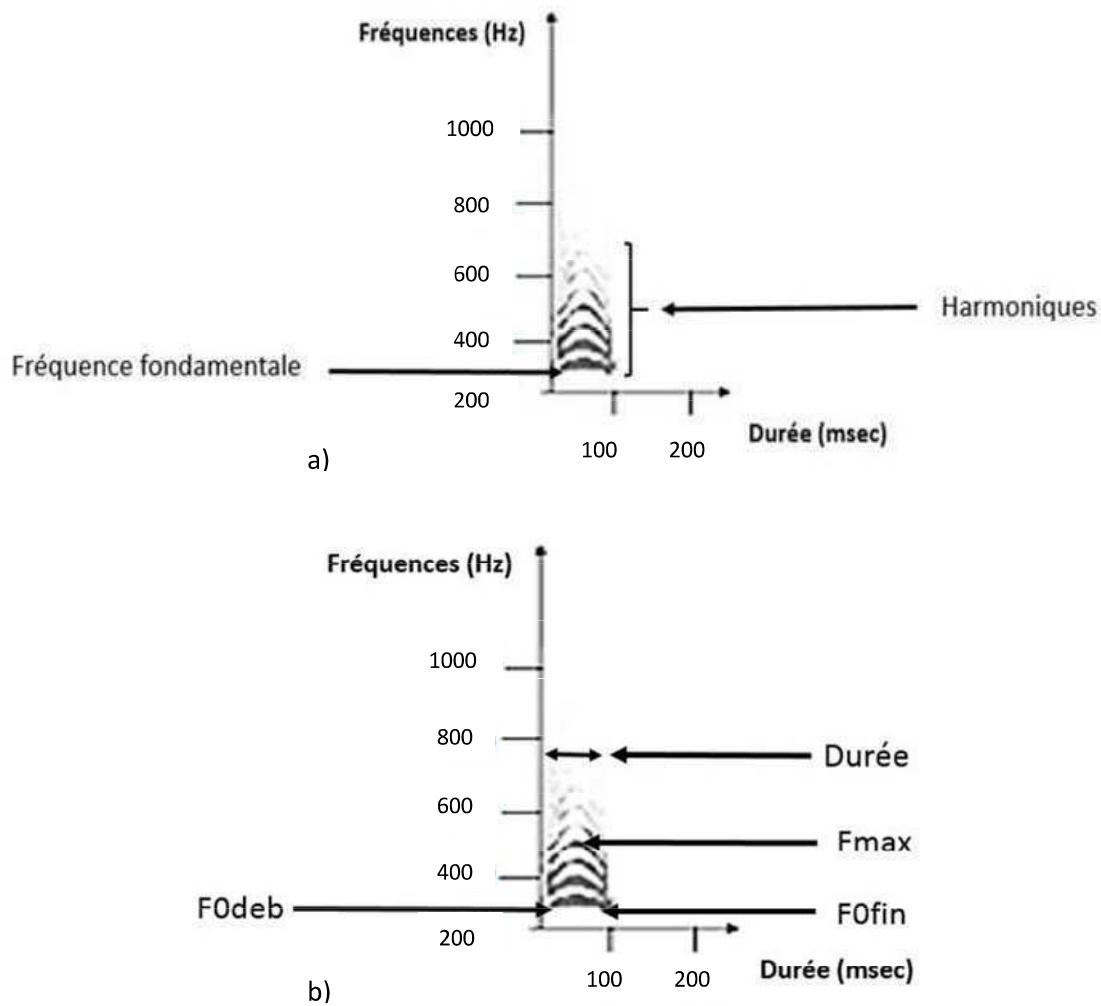 Fréquences (Hz)
1000
800
600
Harmoniques
400
Fréquence fondamentale
200
Durée (msec)
100 200
a)
Fréquences (Hz)
1000
800
Durée
600
Fmax
400
F0deb
F0fin
200
Durée (msec)
100 200
b)